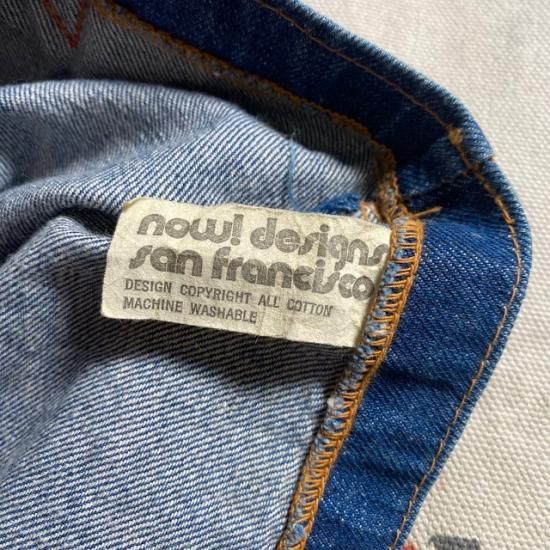 now! designs
san francisco
DESIGN COPYRIGHT ALL COTTON
MACHINE WASHABLE